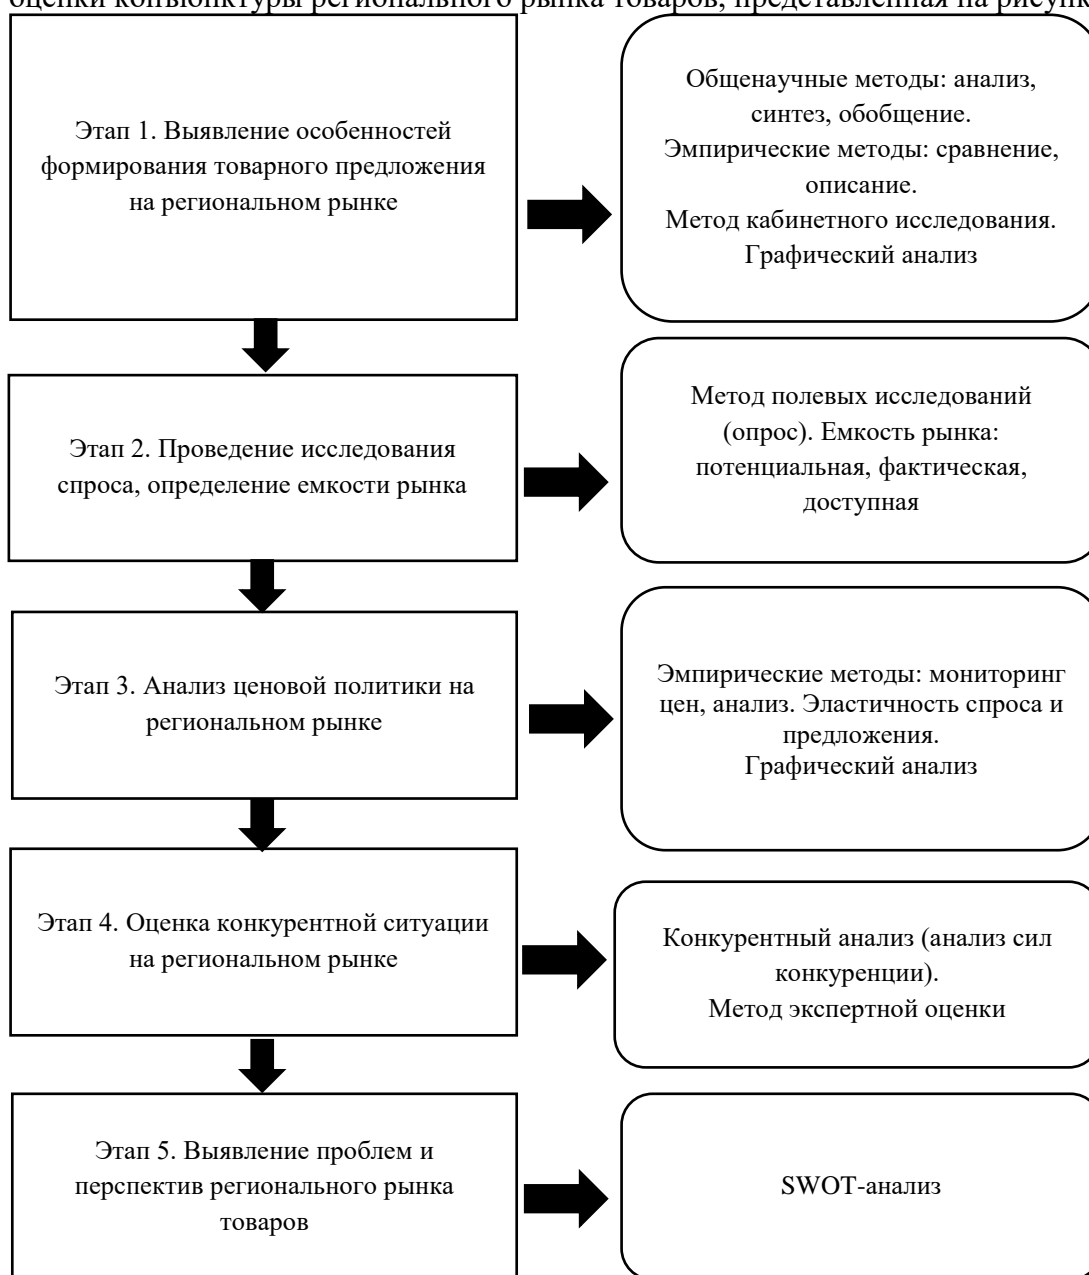 оценки конъюнктуры регионального рынка товаров, представленная на рисунк
Этап 1. Выявление особенностей
формирования товарного предложения
на региональном рынке
Общенаучные методы: анализ,
синтез, обобщение.
Эмпирические методы: сравнение,
описание.
Метод кабинетного исследования.
Графический анализ
Этап 2. Проведение исследования
спроса, определение емкости рынка
Метод полевых исследований
(опрос). Емкость рынка:
потенциальная, фактическая,
доступная
Этап 3. Анализ ценовой политики на
региональном рынке
Эмпирические методы: мониторинг
цен, анализ. Эластичность спроса и
предложения.
Графический анализ
Этап 4. Оценка конкурентной ситуации
на региональном рынке
Конкурентный анализ (анализ сил
конкуренции).
Метод экспертной оценки
Этап 5. Выявление проблем и
перспектив регионального рынка
товаров
SWOT-анализ